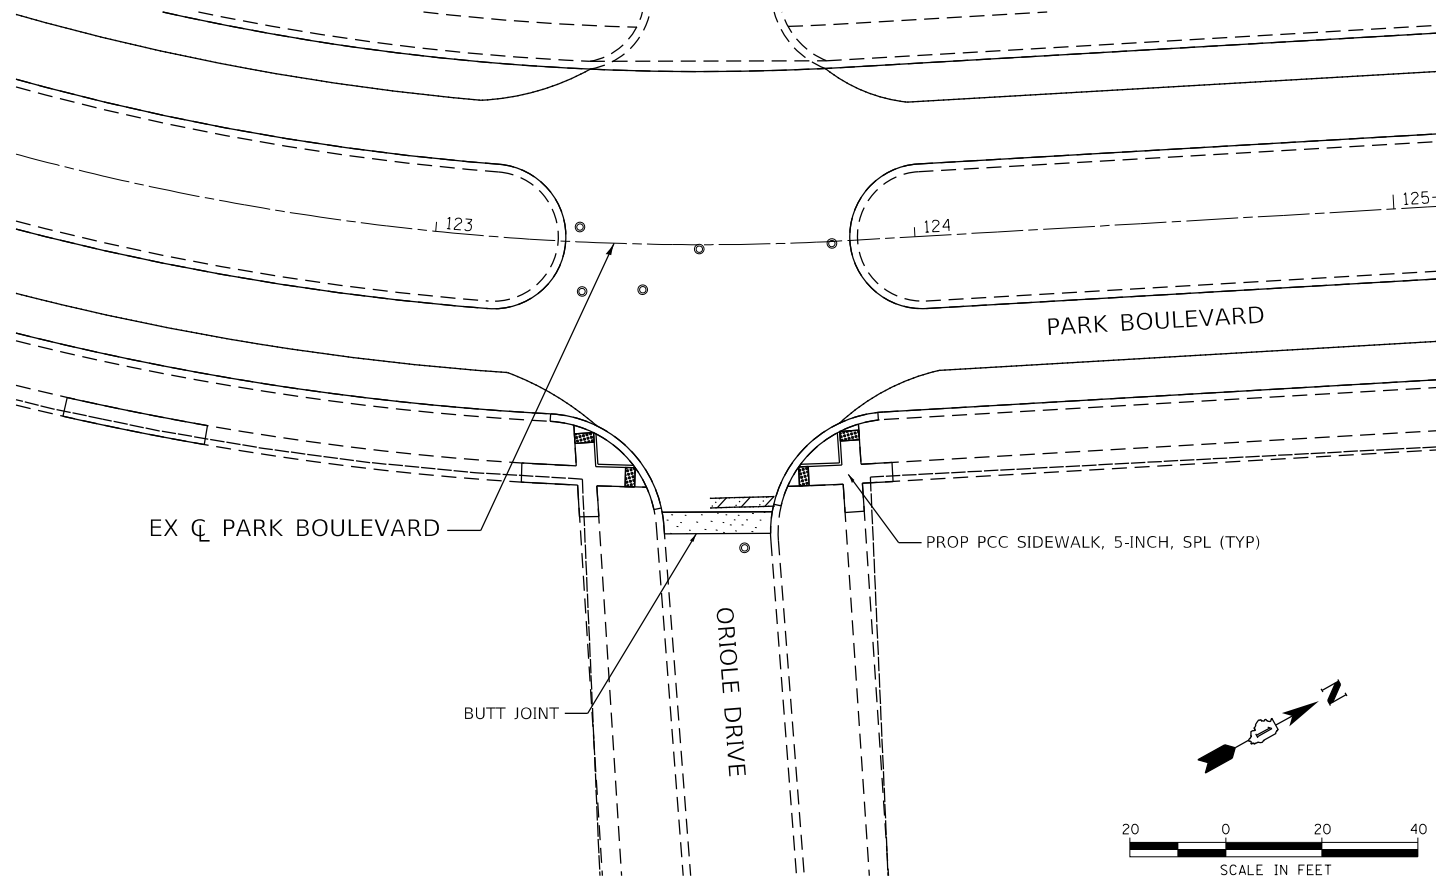 123
124
125-
PARK BOULEVARD
EX ℄ PARK BOULEVARD
PROP PCC SIDEWALK, 5-INCH, SPL (TYP)
ORIOLE DRIVE
BUTT JOINT
N
20 0 20 40
SCALE IN FEET